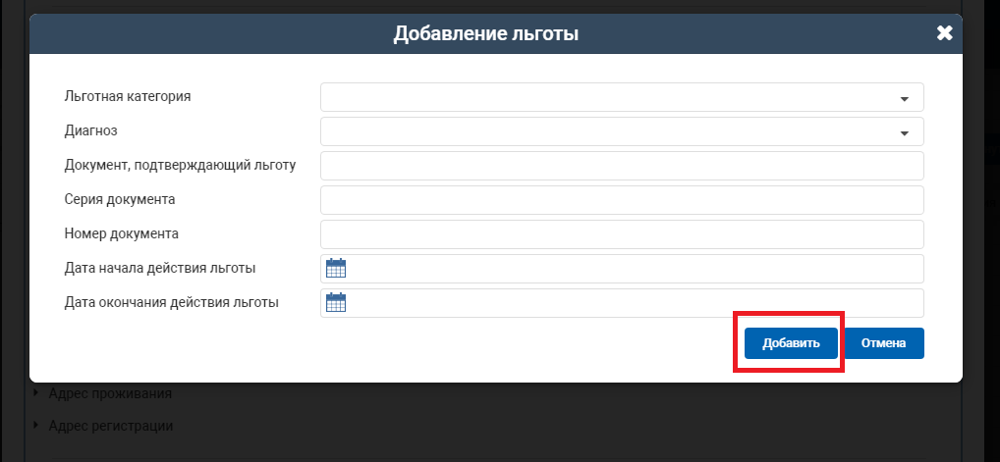 Добавление льготы
Льготная категория
Диагноз
Документ, подтверждающий льготу
Серия документа
Номер документа
Дата начала действия льготы
Дата окончания действия льготы
Добавить Отмена
Адрес проживания
Адрес регистрации